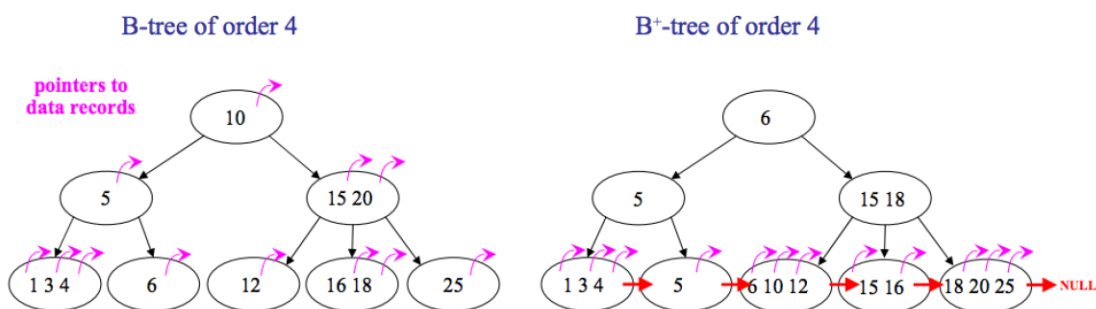 B-tree of order 4
pointers to
data records
10
5
15 20
1 3 4
6
12
16 18
25
B+-tree of order 4
6
5
15 18
1 3 4
5
6 10 12
15 16
18 20 25
NULL